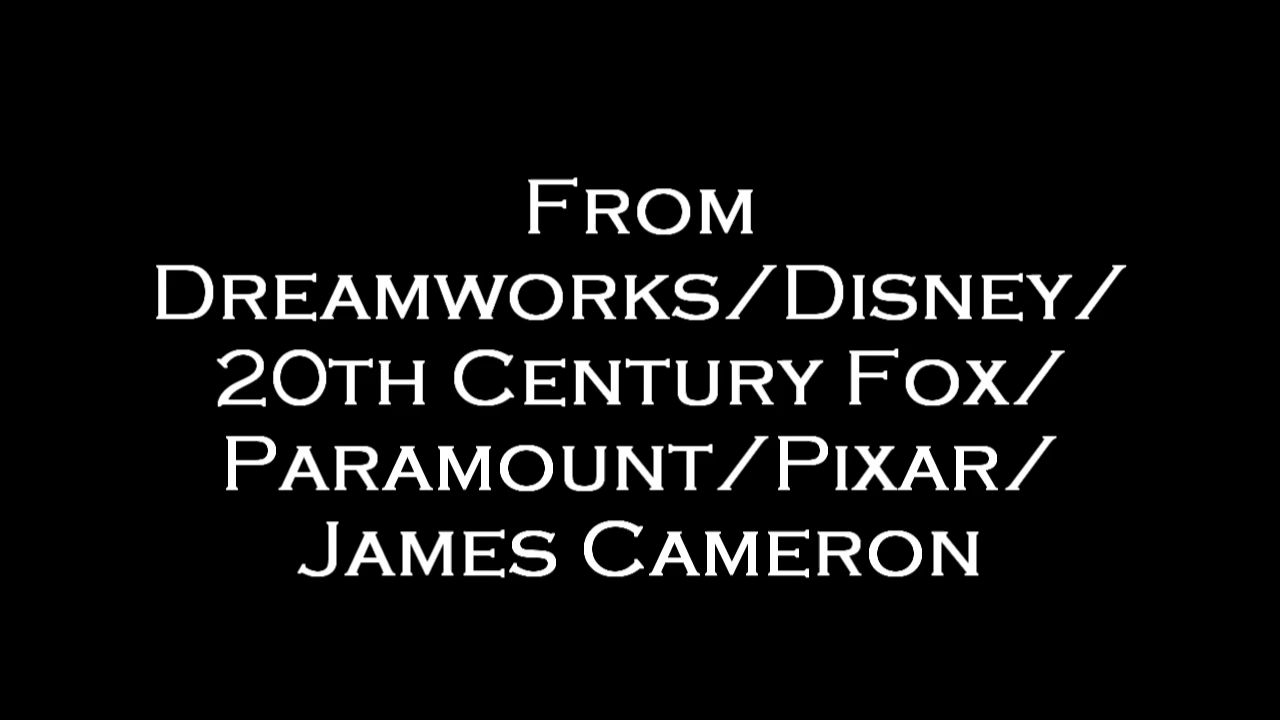 From
Dreamworks/Disney/
20th Century Fox/
Paramount/Pixar/
James Cameron